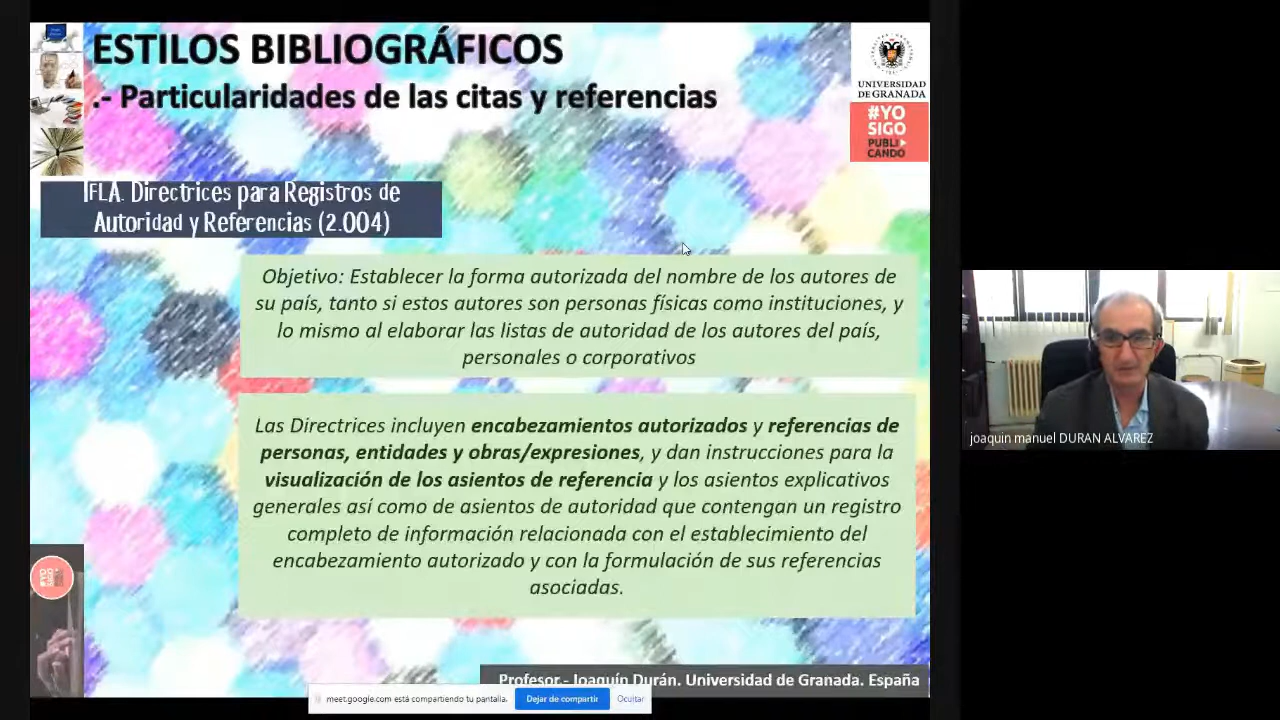 ESTILOS BIBLIOGRÁFICOS
.- Particularidades de las citas y referencias
UNIVERSIDAD
DE GRANADA
#YO
SIGO
PUBLI
CANDO
IFLA. Directrices para Registros de
Autoridad y Referencias (2.004)
Objetivo: Establecer la forma autorizada del nombre de los autores de
su país, tanto si estos autores son personas físicas como instituciones, y
lo mismo al elaborar las listas de autoridad de los autores del país,
personales o corporativos
Las Directrices incluyen encabezamientos autorizados y referencias de
personas, entidades y obras/expresiones, y dan instrucciones para la
visualización de los asientos de referencia y los asientos explicativos
generales así como de asientos de autoridad que contengan un registro
completo de información relacionada con el establecimiento del
encabezamiento autorizado y con la formulación de sus referencias
asociadas.
joaquin manuel DURAN ALVAREZ
Profesor.- Joaquín Durán. Universidad de Granada. España
meet.google.com está compartiendo tu pantalla.
Dejar de compartir
Ocultar